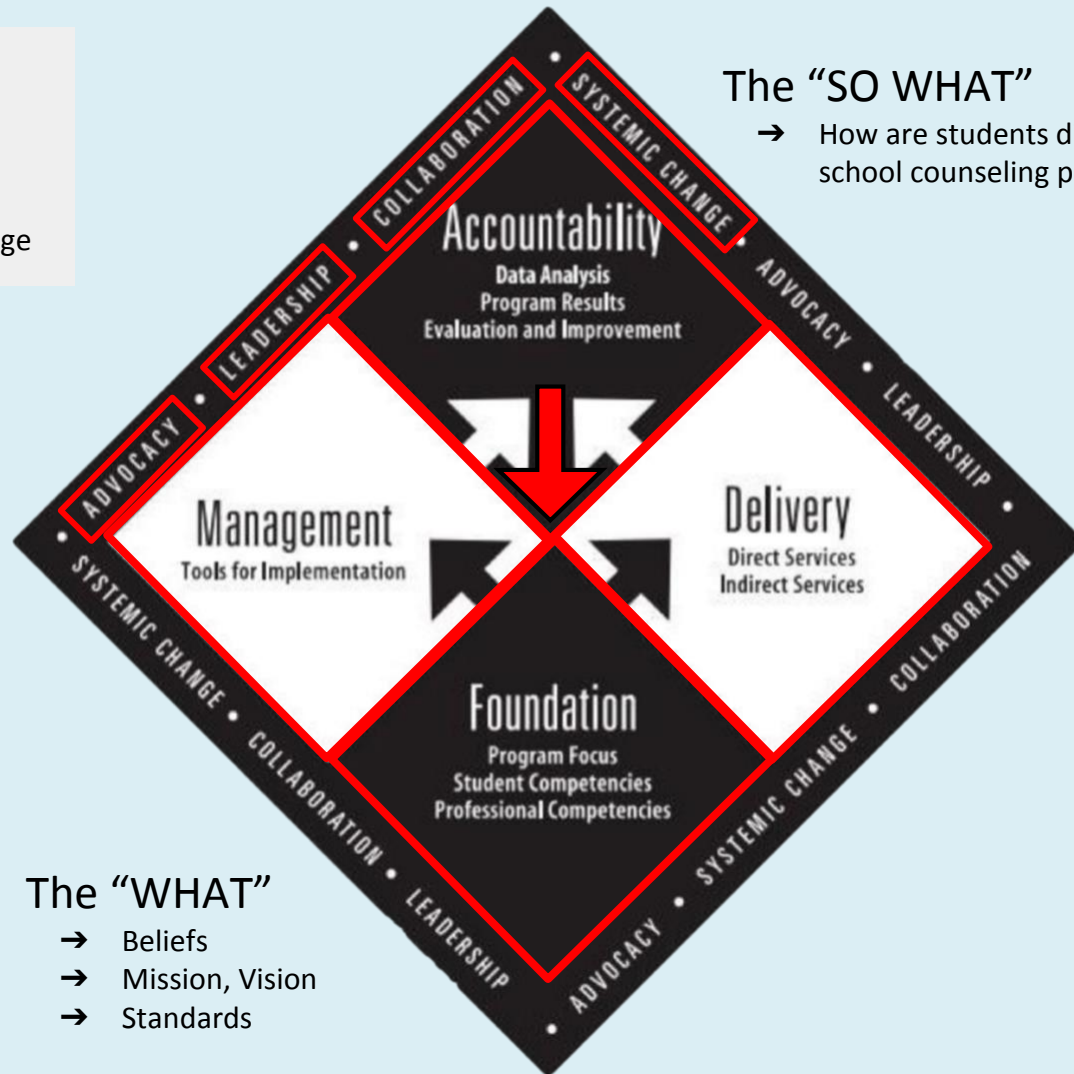 ge
The “SO WHAT”
➔ How are students d
school counseling p
• ADVOCACY • LEADERSHIP • COLLABORATION
• SYSTEMIC CHANGE • ADVOCACY • LEADERSHIP •
Accountability
Data Analysis
Program Results
Evaluation and Improvement
Management
Tools for Implementation
Delivery
Direct Services
Indirect Services
Foundation
Program Focus
Student Competencies
Professional Competencies
SYSTEMIC CHANGE • COLLABORATION • LEADERSHIP
• ADVOCACY • SYSTEMIC CHANGE • COLLABORATION
The “WHAT”
➔ Beliefs
➔ Mission, Vision
➔ Standards